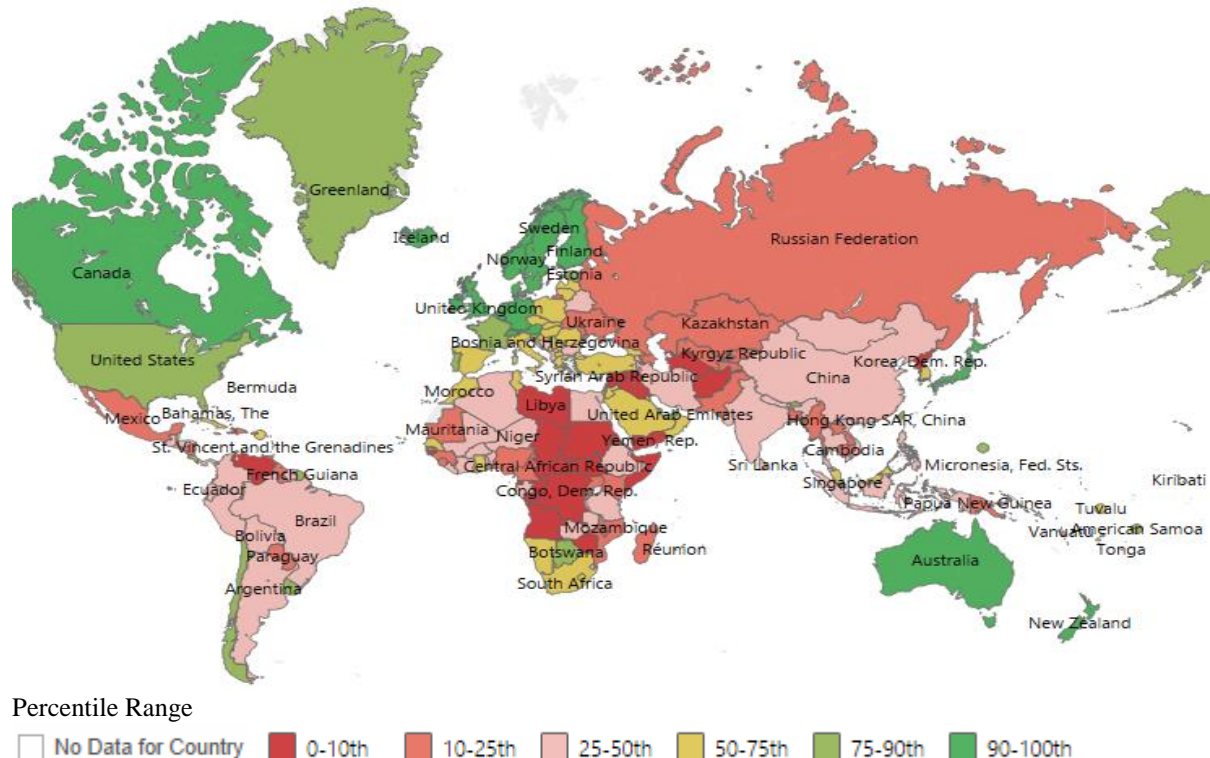 Greenland
Iceland
Sweden
Finland
Norway
Estonia
Russian Federation
Canada
United Kingdom
Ukraine
Kazakhstan
Bosnia and Herzegovina
Kyrgyz Republic
Korea, Dem. Rep.
United States
Syrian Arab Republic
China
Bermuda
Morocco
Libya
United Arab Emirates
Mexico
Bahamas, The
Mauritania
Niger
Yemen, Rep.
Hong Kong SAR, China
St. Vincent and the Grenadines
Cambodia
French Guiana
Central African Republic
Sri Lanka
Micronesia, Fed. Sts.
Ecuador
Congo, Dem. Rep.
Singapore
Kiribati
Brazil
Papua New Guinea
Tuvalu
Bolivia
Mozambique
Vanuatu
American Samoa
Paraguay
Botswana
Réunion
Tonga
Argentina
South Africa
Australia
New Zealand
Percentile Range
No Data for Country 0-10th 10-25th 25-50th 50-75th 75-90th 90-100th